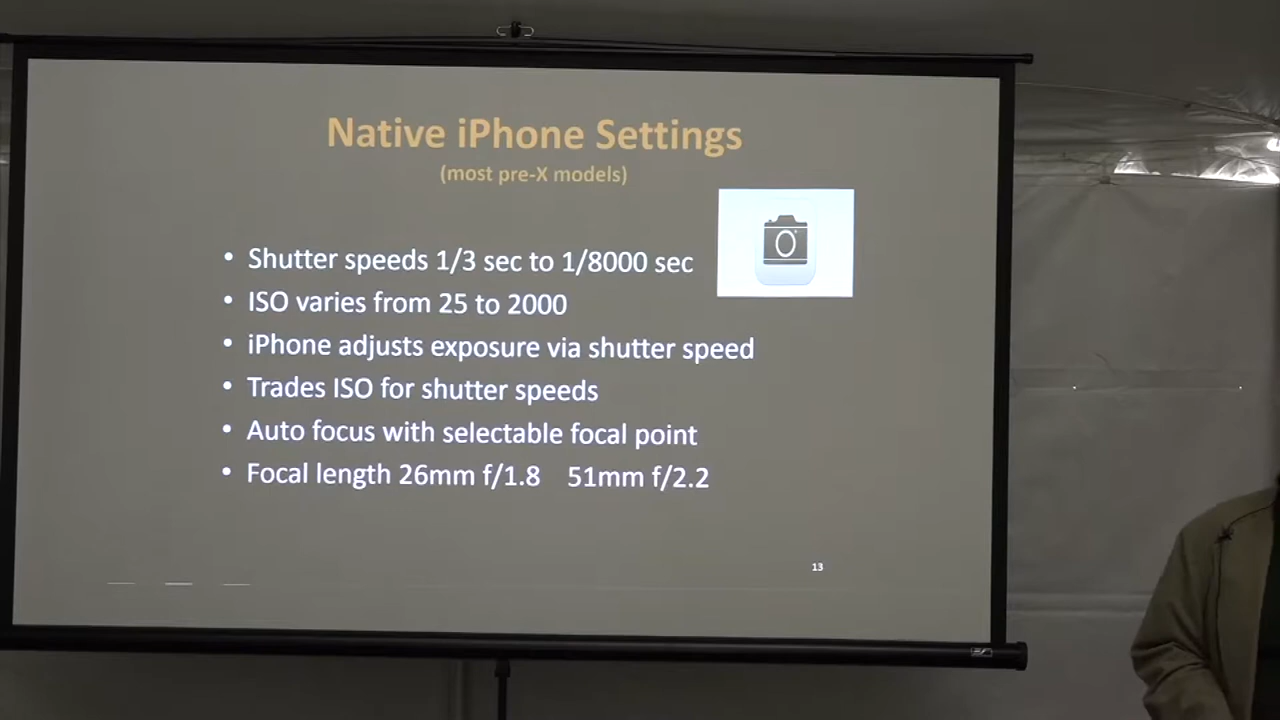 Native iPhone Settings
(most pre-X models)
• Shutter speeds 1/3 sec to 1/8000 sec
• ISO varies from 25 to 2000
• iPhone adjusts exposure via shutter speed
• Trades ISO for shutter speeds
• Auto focus with selectable focal point
• Focal length 26mm f/1.8 51mm f/2.2
13